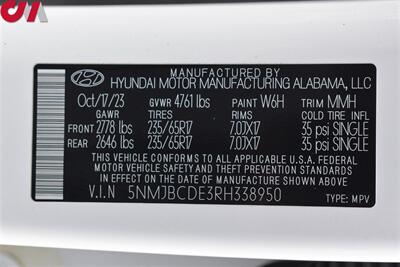 MANUFACTURED BY
HYUNDAI MOTOR MANUFACTURING ALABAMA, LLC
Oct/17/23 GVWR 4761 lbs PAINT W6H TRIM MMH
GAWR TIRES RIMS COLD TIRE INFL
FRONT 2778 lbs 235/65R17 7.0JX17 35 psi SINGLE
REAR 2646 lbs 235/65R17 7.0JX17 35 psi SINGLE
THIS VEHICLE CONFORMS TO ALL APPLICABLE U.S.A. FEDERAL MOTOR
VEHICLE SAFETY AND THEFT PREVENTION STANDARDS
IN EFFECT ON THE DATE OF MANUFACTURE SHOWN ABOVE.
V.I.N 5NMJBCDE3RH338950
TYPE: MPV